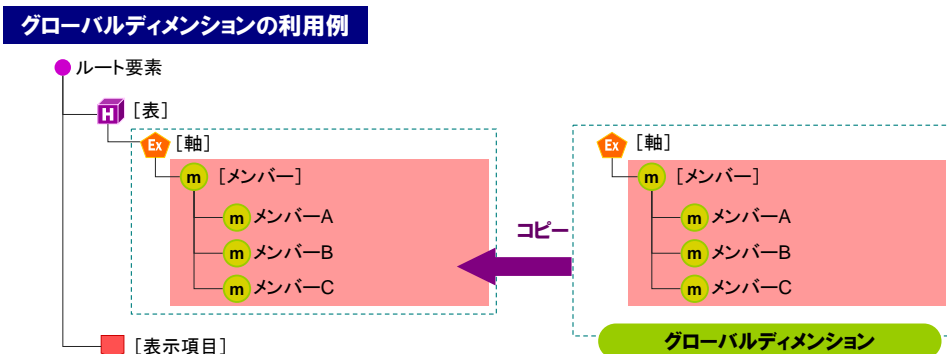 グローバルディメンションの利用例
ルート要素
H [表]
Ex [軸]
m [メンバー]
m メンバーA
m メンバーB
m メンバーC
[表示項目]
コピー
Ex [軸]
m [メンバー]
m メンバーA
m メンバーB
m メンバーC
グローバルディメンション